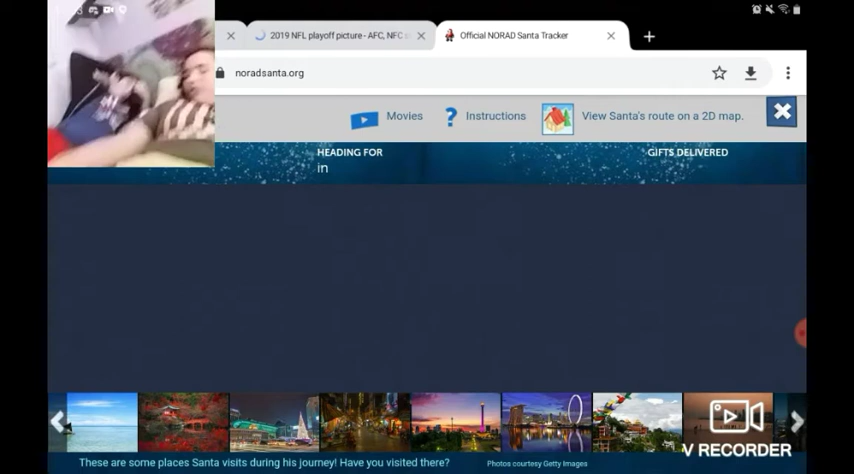 2019 NFL playoff picture - AFC, NFC
Official NORAD Santa Tracker
noradsanta.org
Movies
Instructions
View Santa's route on a 2D map.
HEADING FOR
in
GIFTS DELIVERED
V RECORDER
These are some places Santa visits during his journey! Have you visited there?
Photos courtesy Getty Images